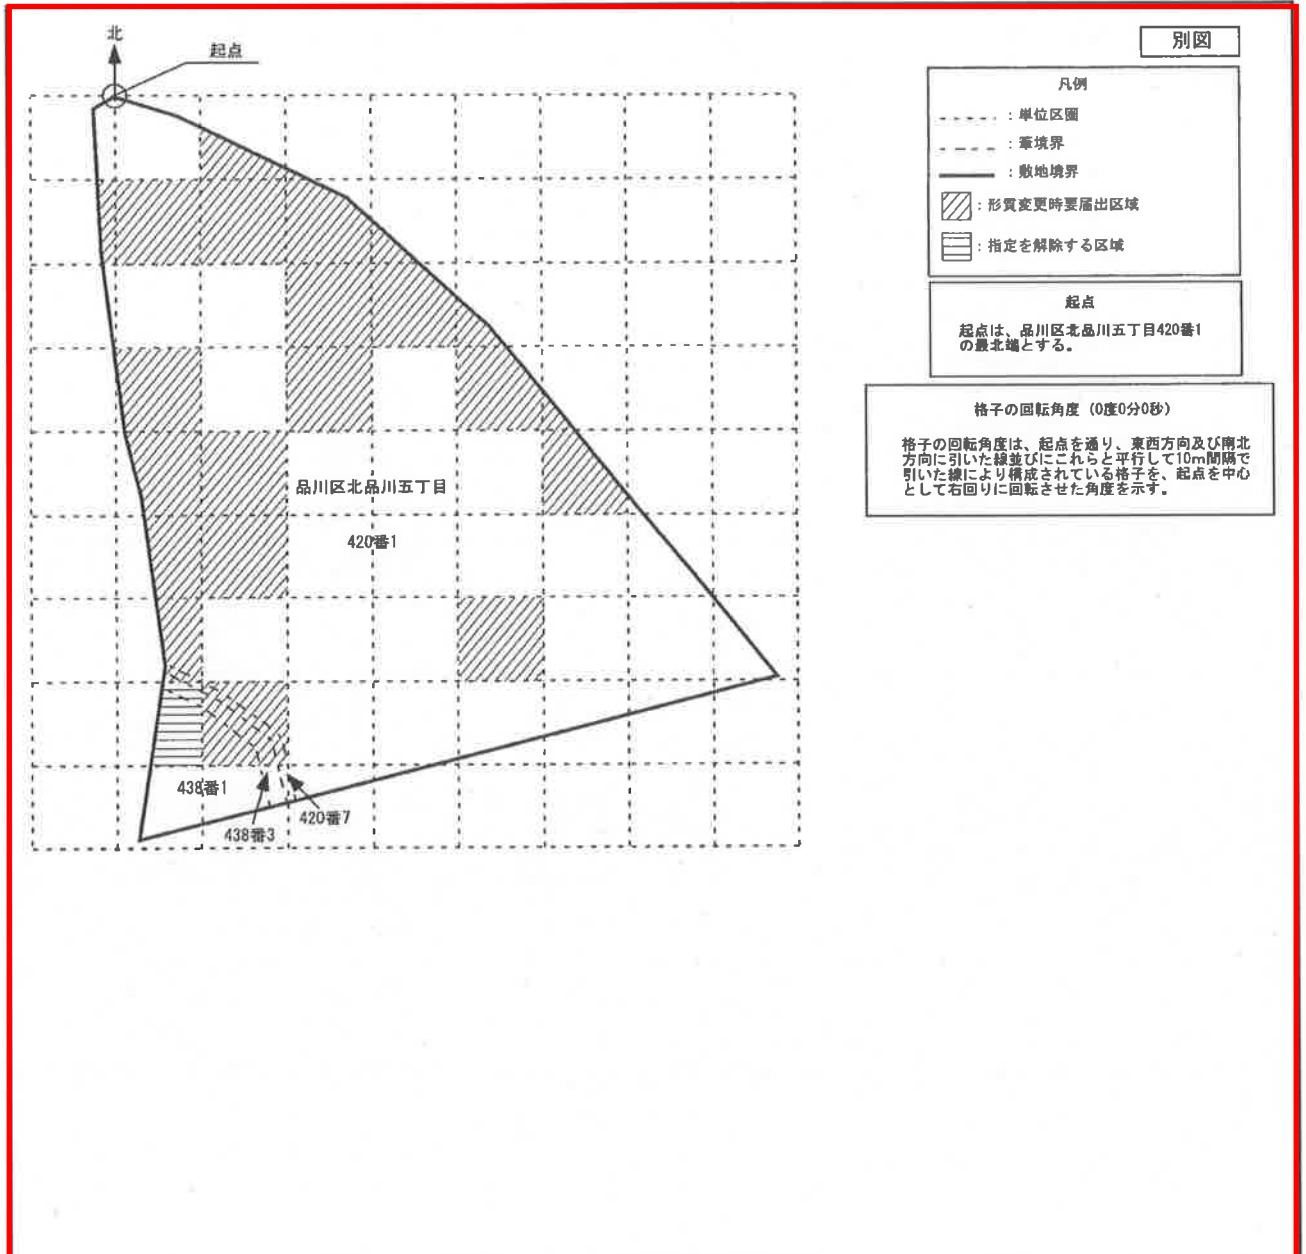 別図
北
起点
凡例
：単位区画
：筆境界
：敷地境界
：形質変更時要届出区域
：指定を解除する区域
起点
起点は、品川区北品川五丁目420番1
の最北端とする。
格子の回転角度（0度0分0秒）
格子の回転角度は、起点を通り、東西方向及び南北
方向に引いた線並びにこれらと平行して10m間隔で
引いた線により構成されている格子を、起点を中心
として右回りに回転させた角度を示す。
品川区北品川五丁目
420番1
438番1
438番3
420番7